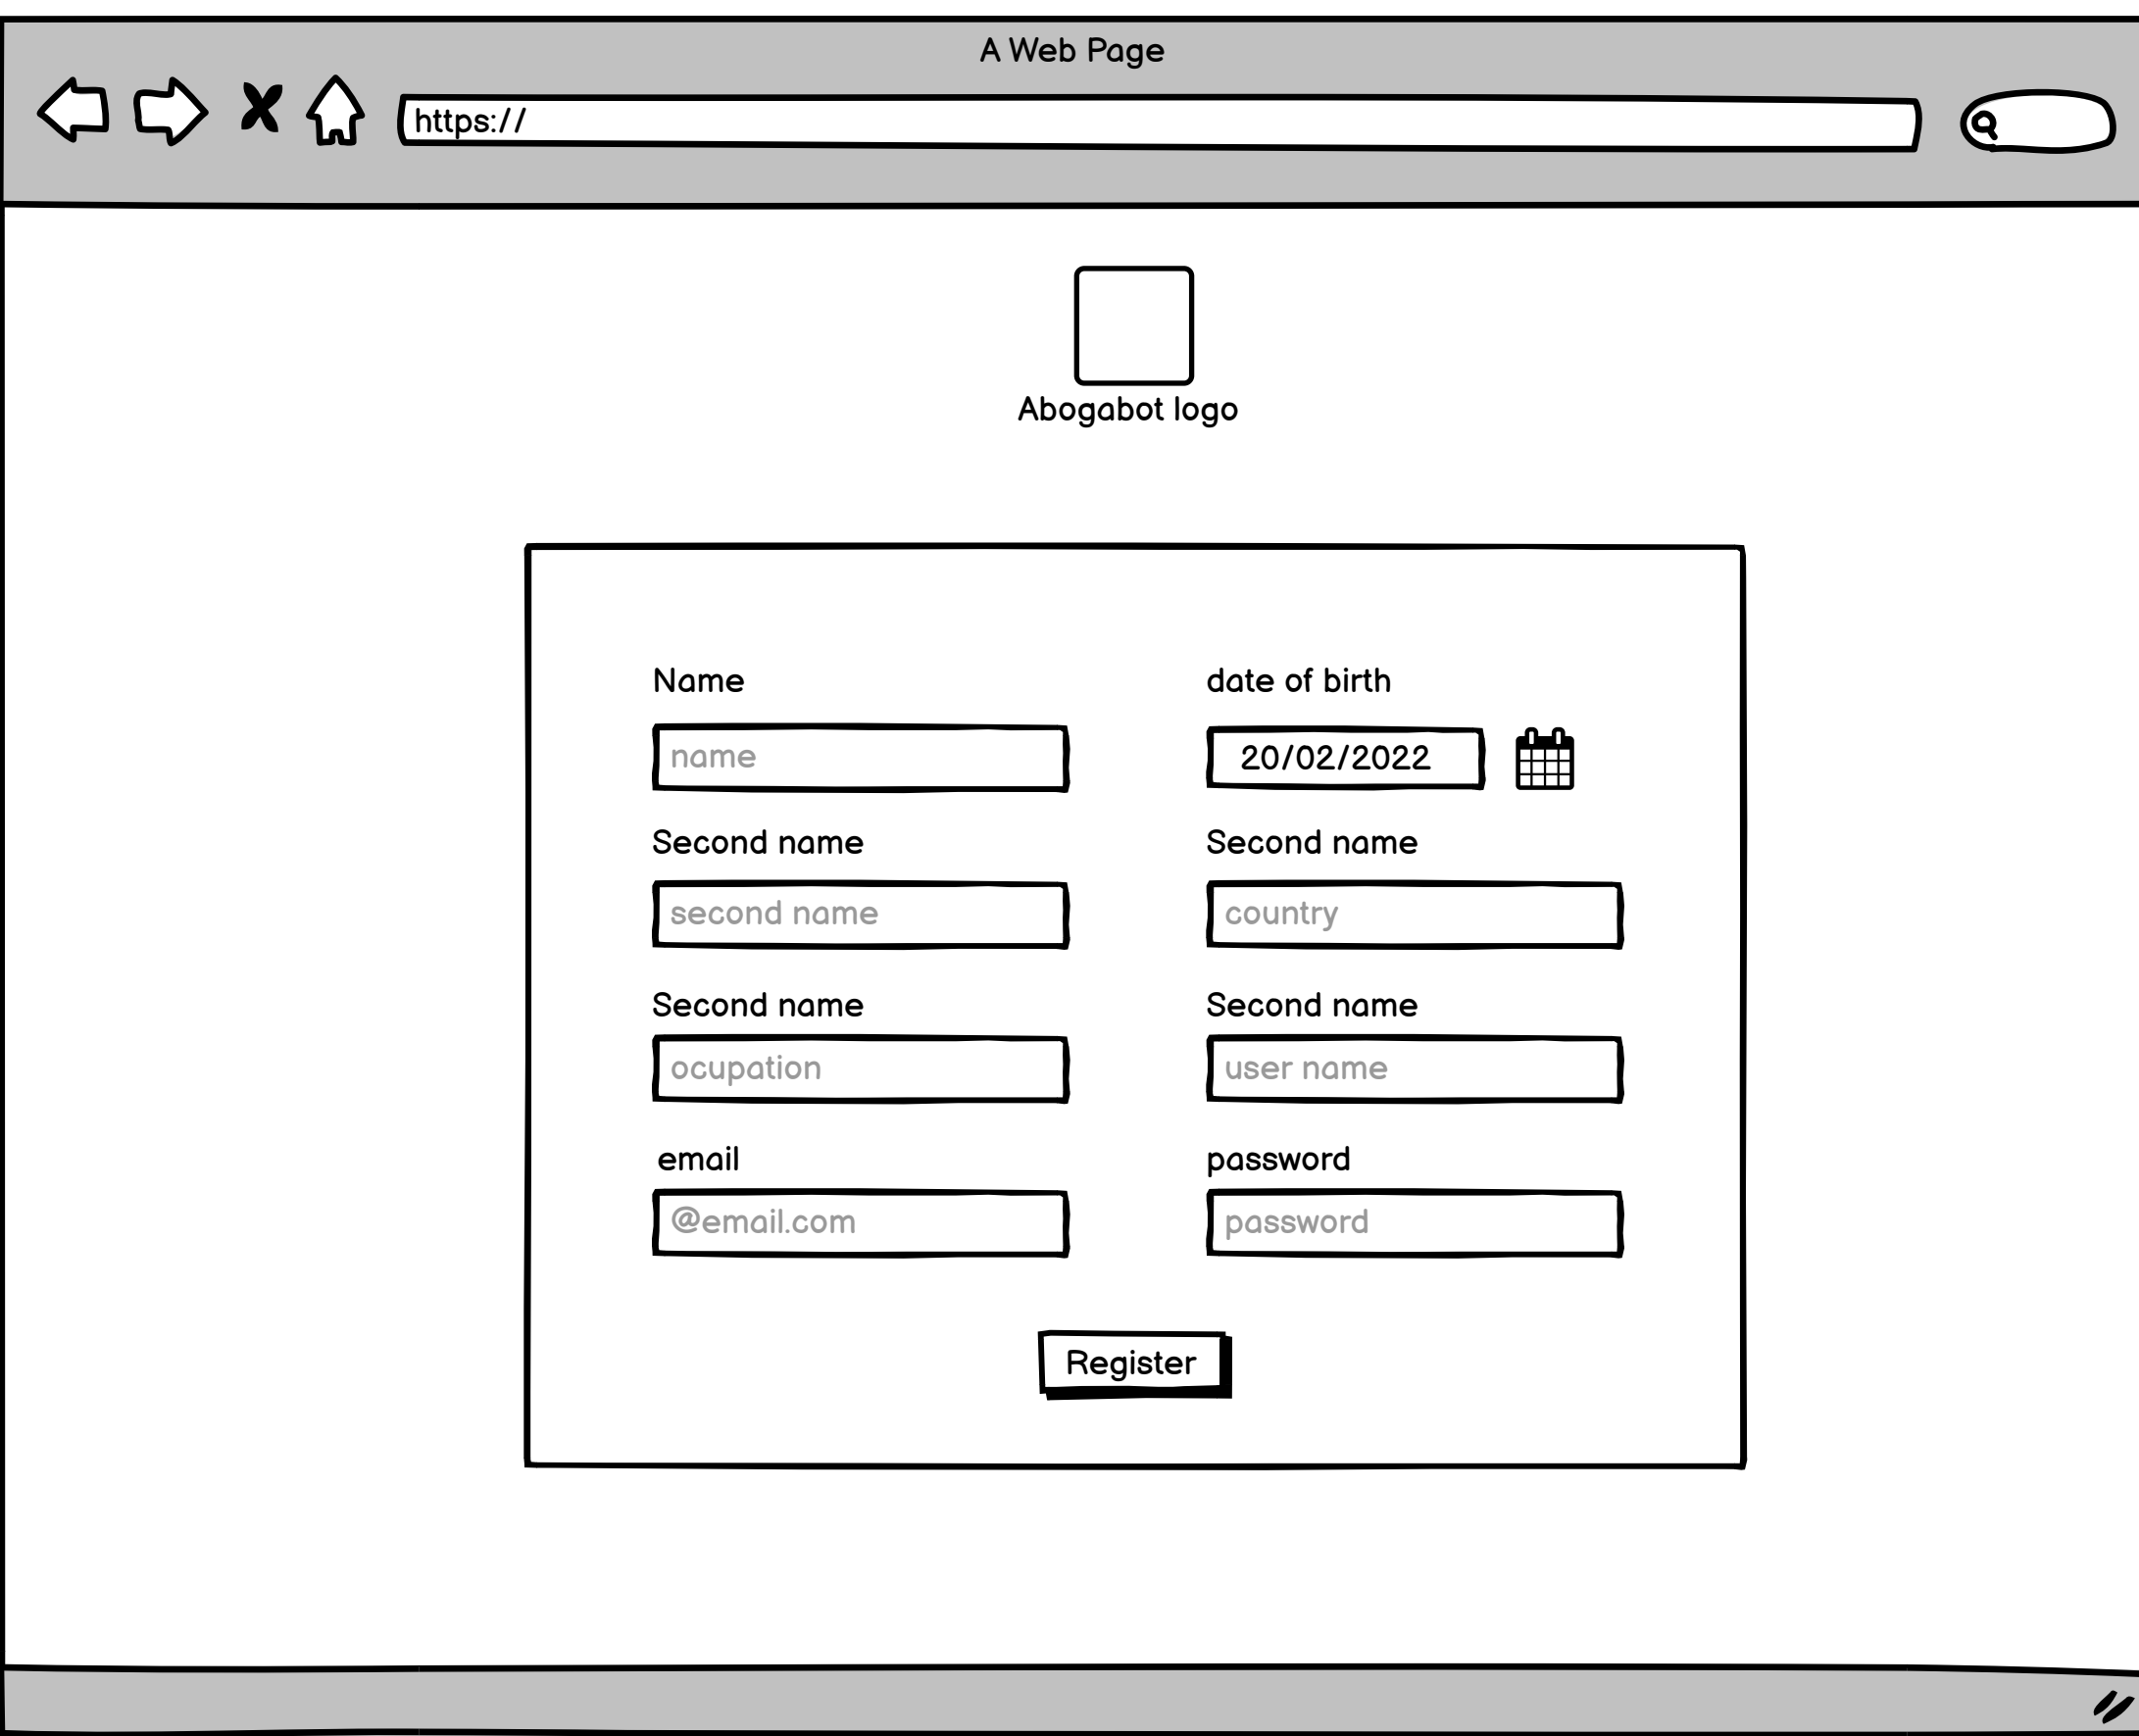 A Web Page
https://
Abogabot logo
Name
date of birth
name
20/02/2022
Second name
Second name
second name
country
Second name
Second name
ocupation
user name
email
password
@email.com
password
Register